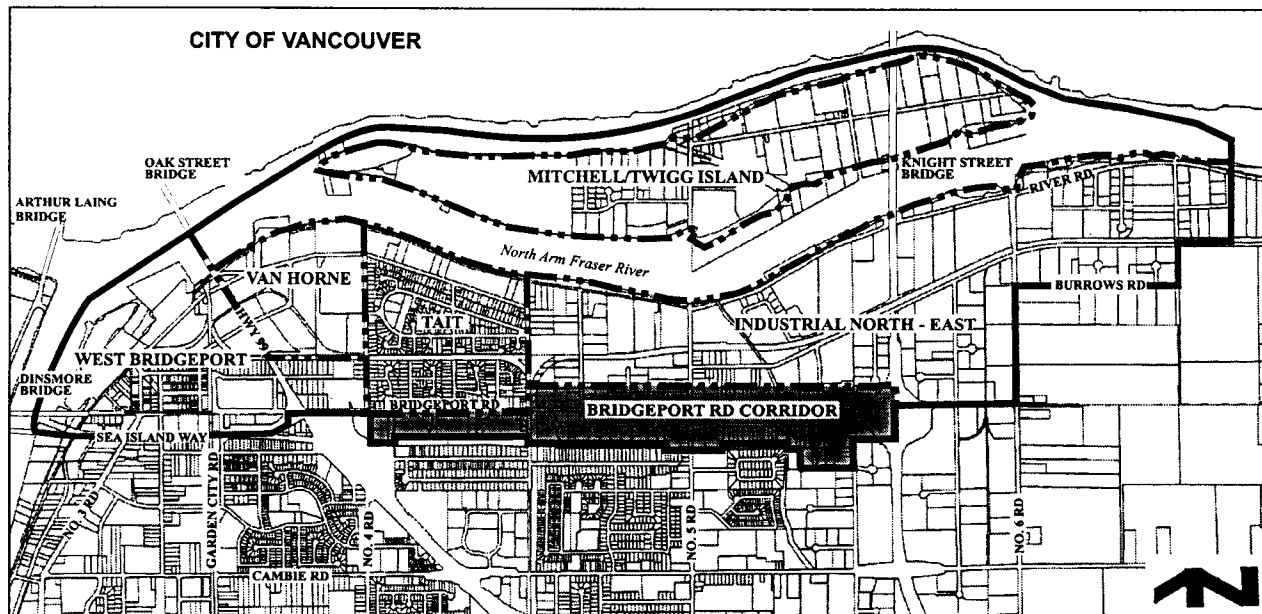 CITY OF VANCOUVER
OAK STREET
BRIDGE
ARTHUR LAING
BRIDGE
MITCHELL/TWIGG ISLAND
KNIGHT STREET
BRIDGE
RIVER RD
North Arm Fraser River
VAN HORNE
HWY 99
TAIT
BURROWS RD
INDUSTRIAL NORTH - EAST
WEST BRIDGEPORT
DINSMORE
BRIDGE
BRIDGEPORT RD
BRIDGEPORT RD CORRIDOR
SEA ISLAND WAY
NO. 3 RD
GARDEN CITY RD
NO. 4 RD
NO. 5 RD
NO. 6 RD
CAMBIE RD